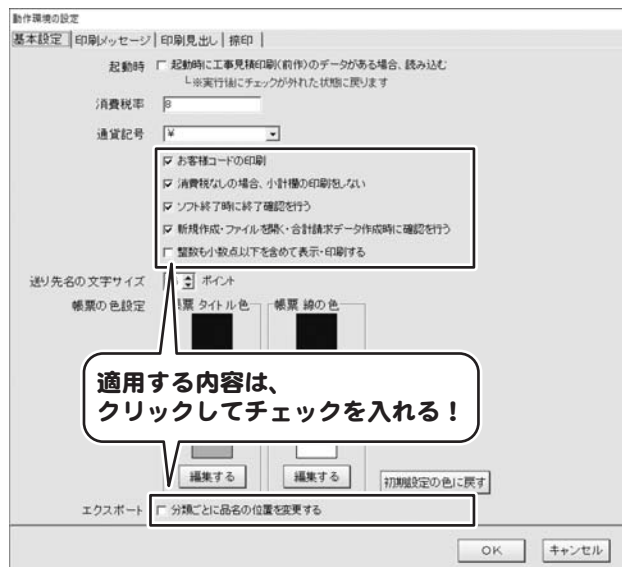 動作環境の設定
基本設定 印刷メッセージ 印刷見出し 捺印
起動時 起動時に工事見積印刷(前作)のデータがある場合、読み込む
└※実行後にチェックが外れた状態に戻ります
消費税率 8
通貨記号 ¥
お客様コードの印刷
消費税なしの場合、小計欄の印刷をしない
ソフト終了時に終了確認を行う
新規作成・ファイルを開く・合計請求データ作成時に確認を行う
整数も小数点以下を含めて表示・印刷する
送り先名の文字サイズ ポイント
帳票の色設定 票 タイトル色 帳票 線の色
適用する内容は、
クリックしてチェックを入れる!
編集する 編集する 初期設定の色に戻す
エクスポート 分類ごとに品名の位置を変更する
OK キャンセル